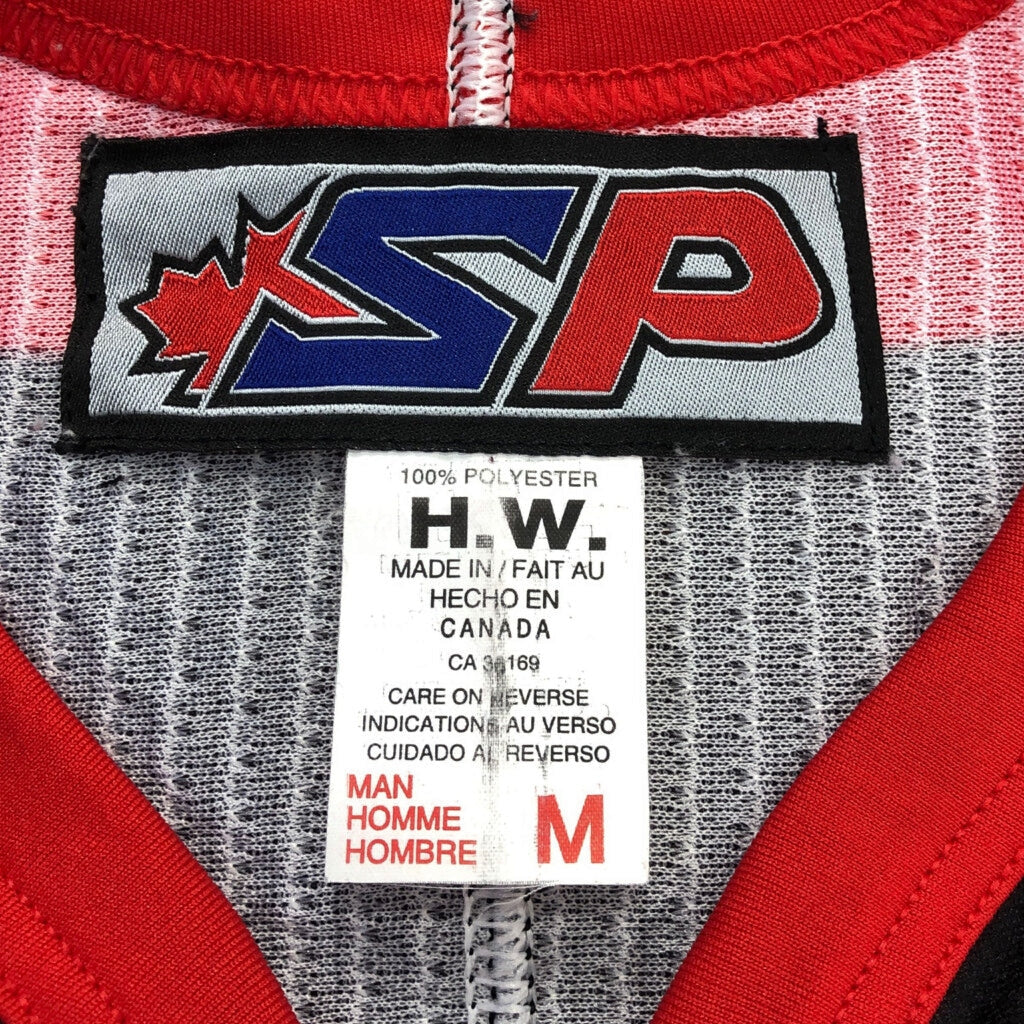 SP
100% POLYESTER
H.W.
MADE IN / FAIT AU
HECHO EN
CANADA
CA
CARE ON REVERSE
INDICATIONS AU VERSO
CUIDADO AL REVERSO
MAN
HOMME
HOMBRE M